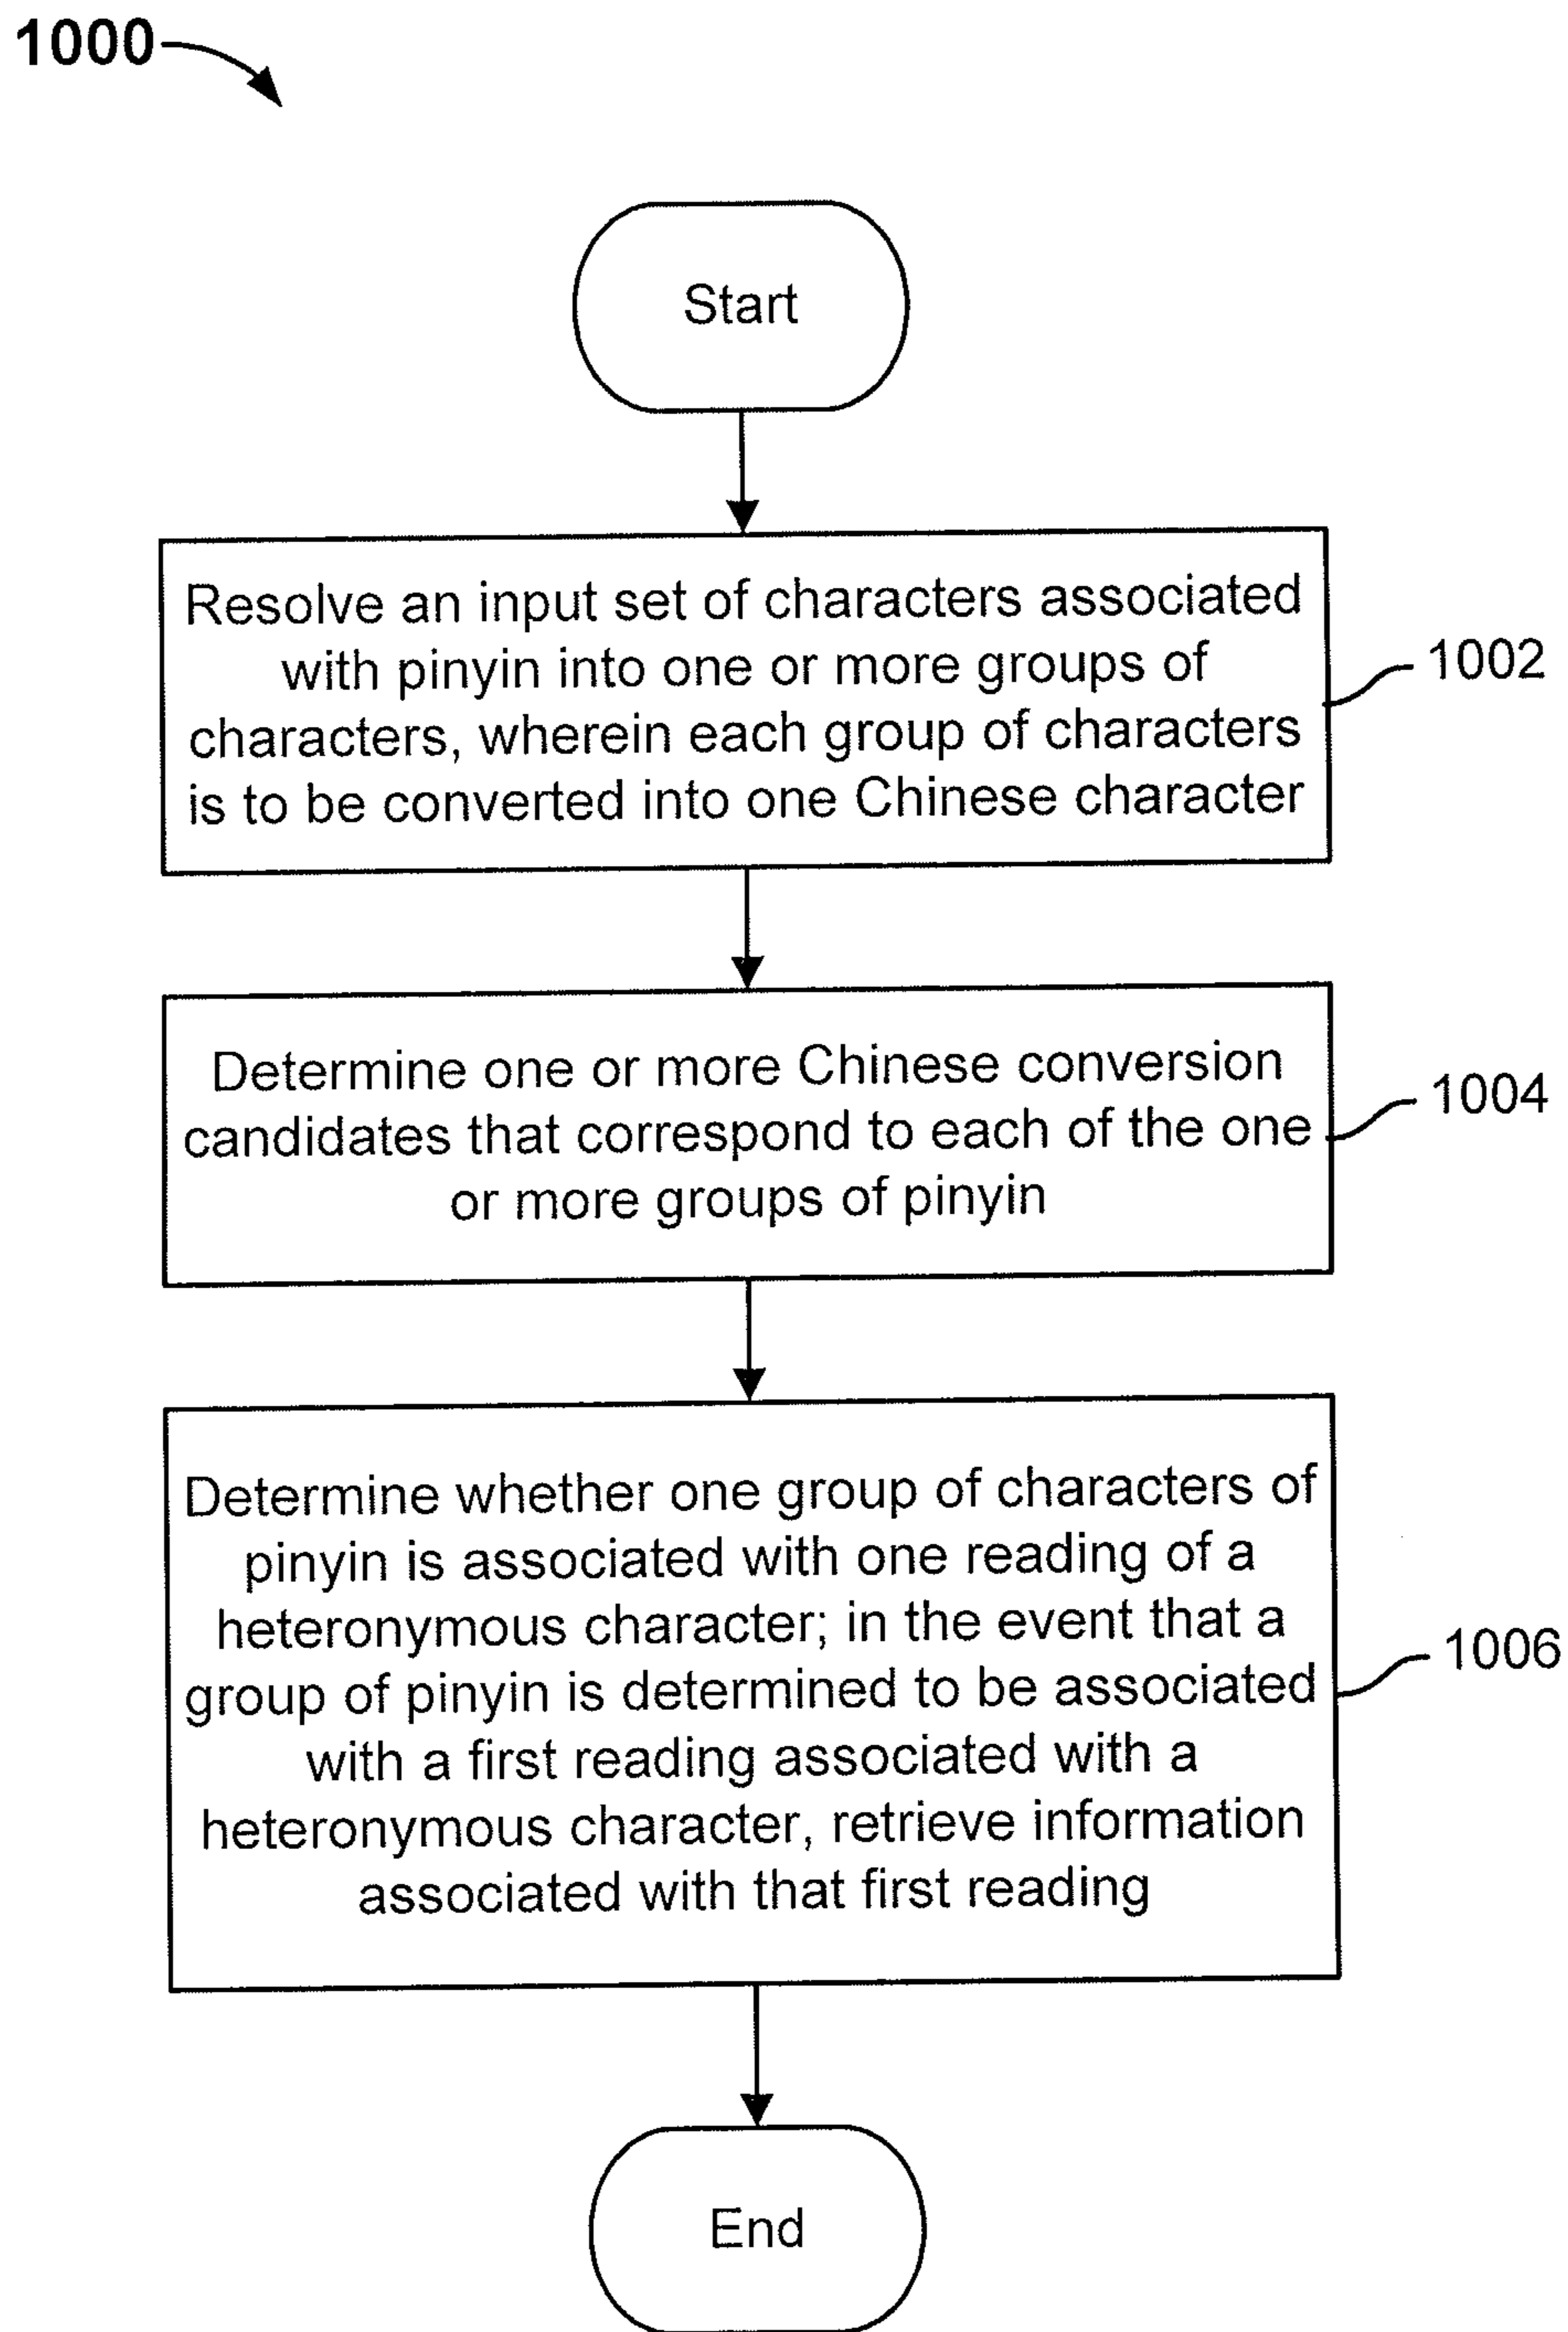 1000
Start
Resolve an input set of characters associated
with pinyin into one or more groups of
characters, wherein each group of characters
is to be converted into one Chinese character
1002
Determine one or more Chinese conversion
candidates that correspond to each of the one
or more groups of pinyin
1004
Determine whether one group of characters of
pinyin is associated with one reading of a
heteronymous character; in the event that a
group of pinyin is determined to be associated
with a first reading associated with a
heteronymous character, retrieve information
associated with that first reading
1006
End